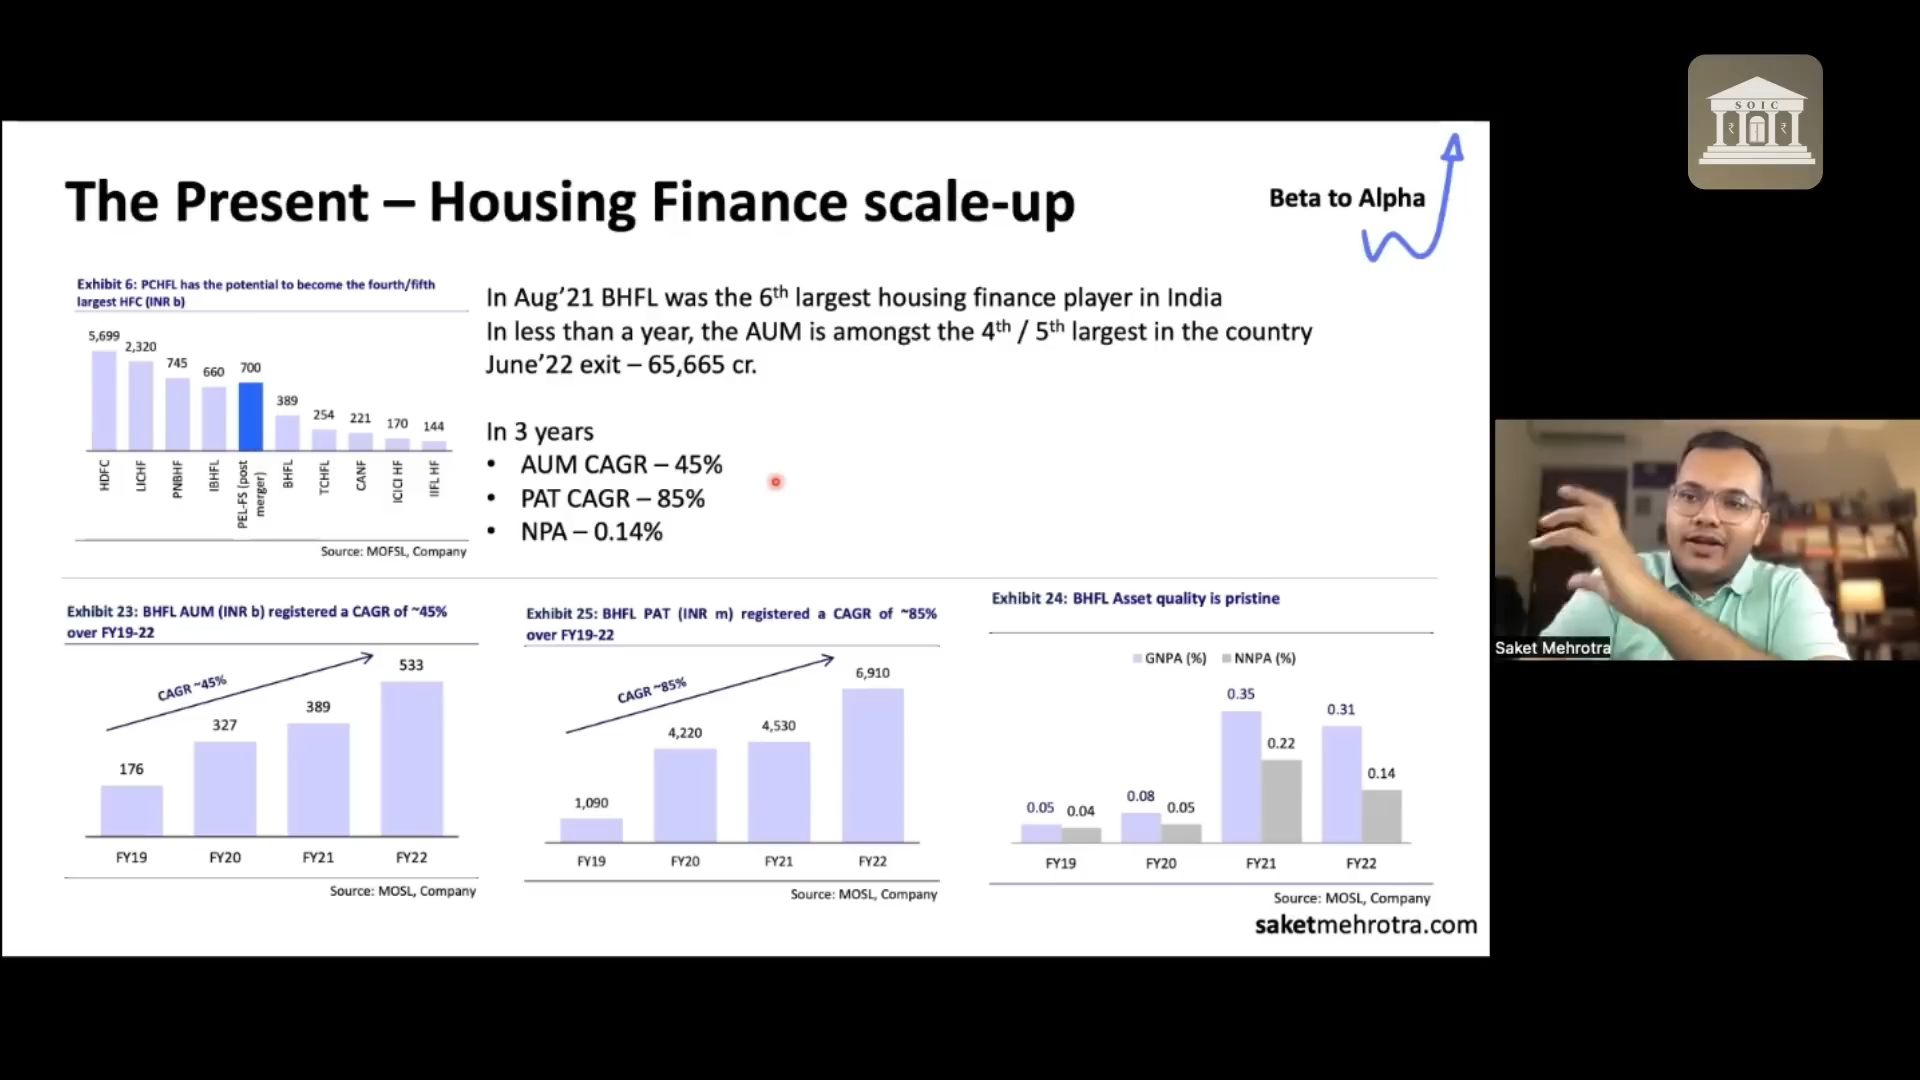 SOIC
The Present – Housing Finance scale-up
Beta to Alpha
Exhibit 6: PCHFL has the potential to become the fourth/fifth
largest HFC (INR b)
5,699
2,320
745
660
700
389
254
221
170
144
HDFC
LICHF
PNBHF
IBHFL
PEL-FS (post
merger)
BHFL
TCHFL
CANF
ICICI HF
IIFL HF
Source: MOFSL, Company
In Aug’21 BHFL was the 6th largest housing finance player in India
In less than a year, the AUM is amongst the 4th / 5th largest in the country
June’22 exit – 65,665 cr.
In 3 years
• AUM CAGR – 45%
• PAT CAGR – 85%
• NPA – 0.14%
Exhibit 23: BHFL AUM (INR b) registered a CAGR of ~45%
over FY19-22
CAGR ~45%
176
327
389
533
FY19
FY20
FY21
FY22
Source: MOSL, Company
Exhibit 25: BHFL PAT (INR m) registered a CAGR of ~85%
over FY19-22
CAGR ~85%
1,090
4,220
4,530
6,910
FY19
FY20
FY21
FY22
Source: MOSL, Company
Exhibit 24: BHFL Asset quality is pristine
GNPA (%) NNPA (%)
0.05 0.04
0.08 0.05
0.35 0.22
0.31 0.14
FY19
FY20
FY21
FY22
Source: MOSL, Company
saketmehrotra.com
Saket Mehrotra